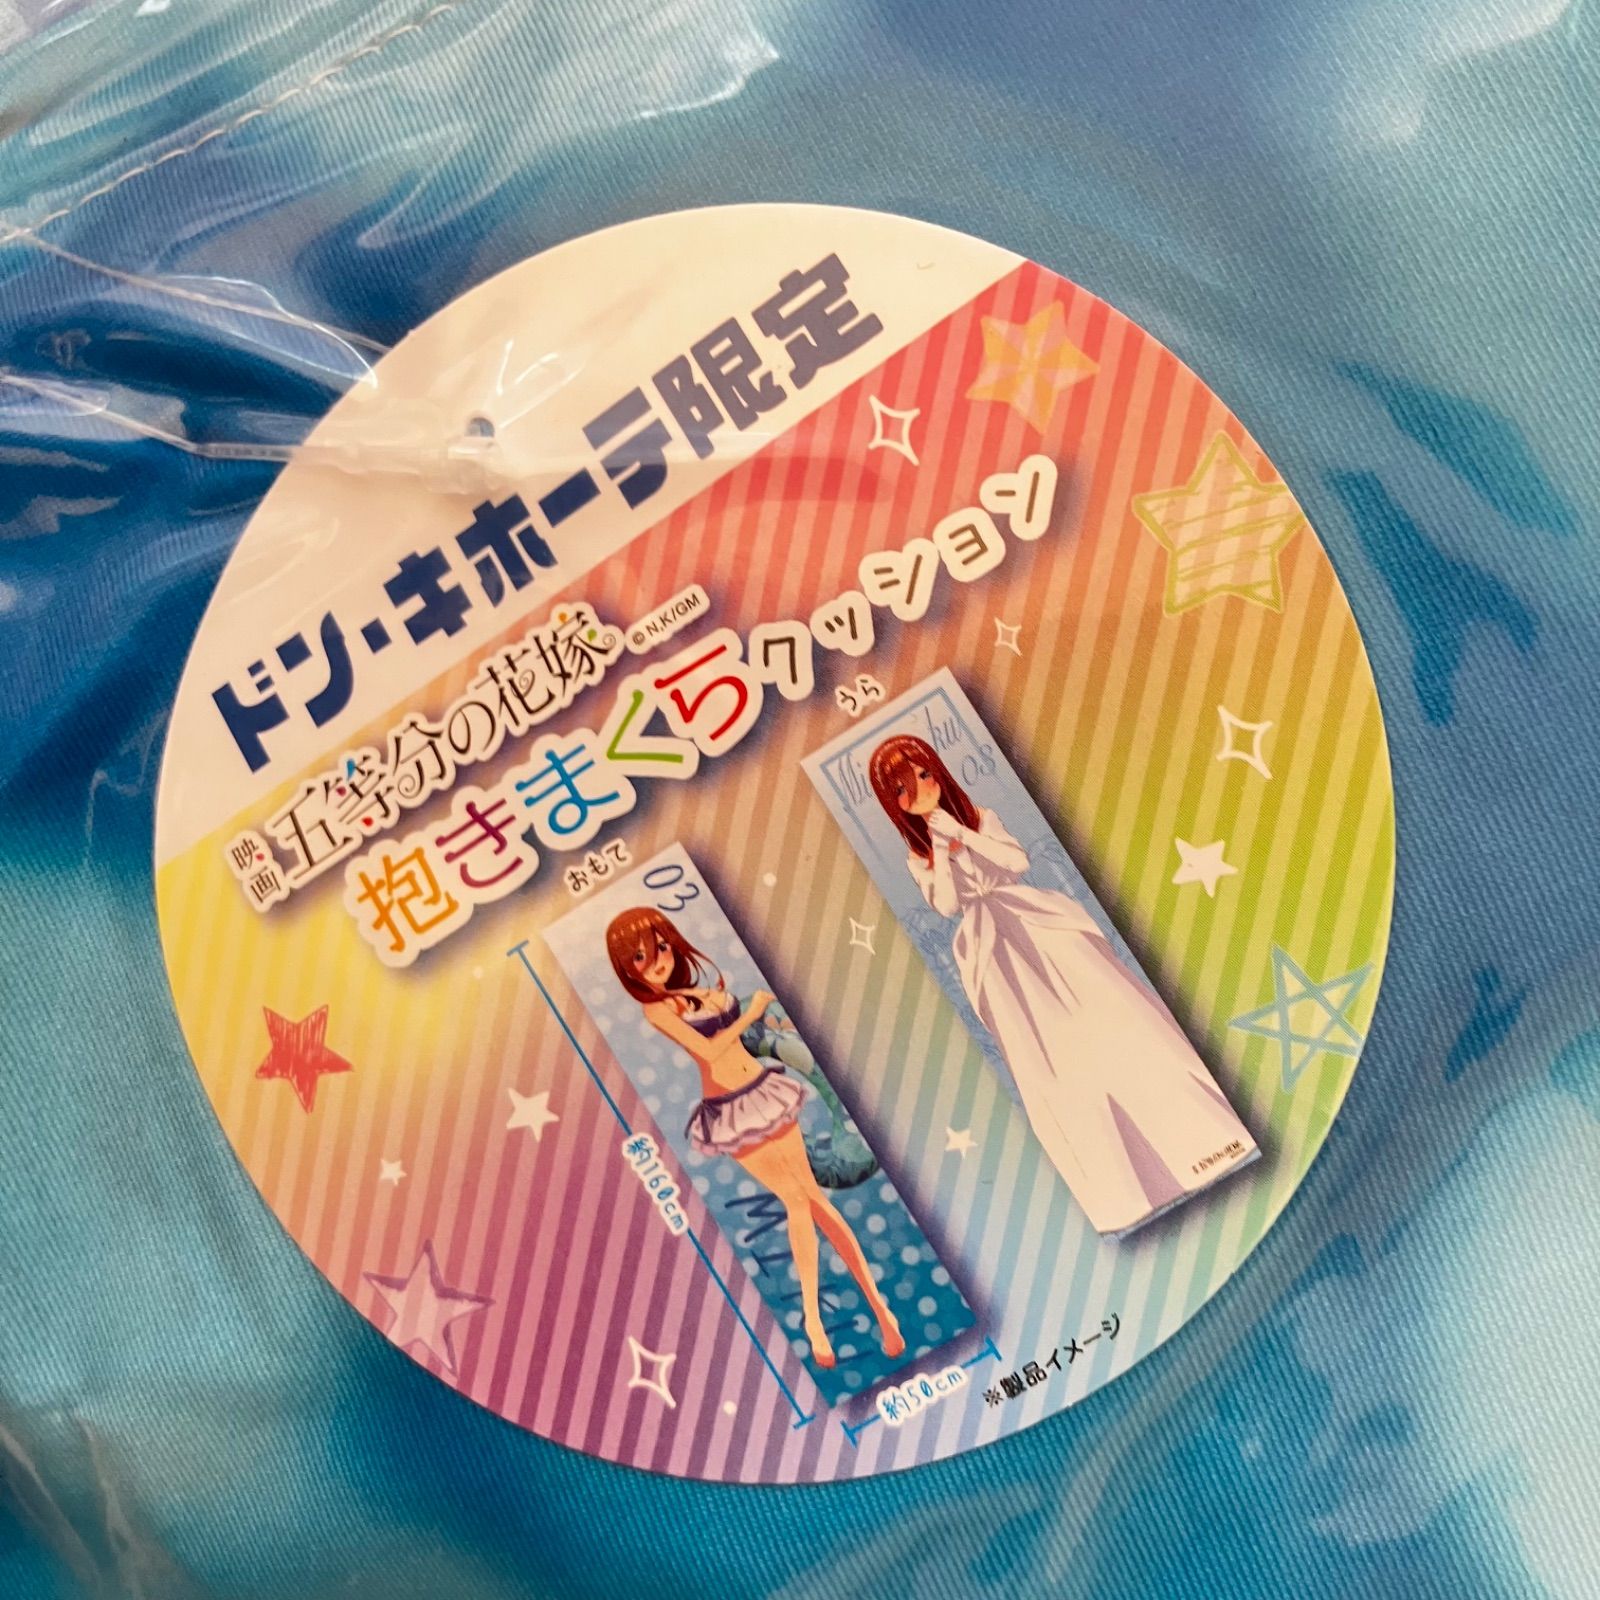 ドン・キホーテ限定
映画 五等分の花嫁
©N,K/GM
抱きまくらクッション
おもて
うら
03
Miku
03
約160cm
約50cm
※製品イメージ